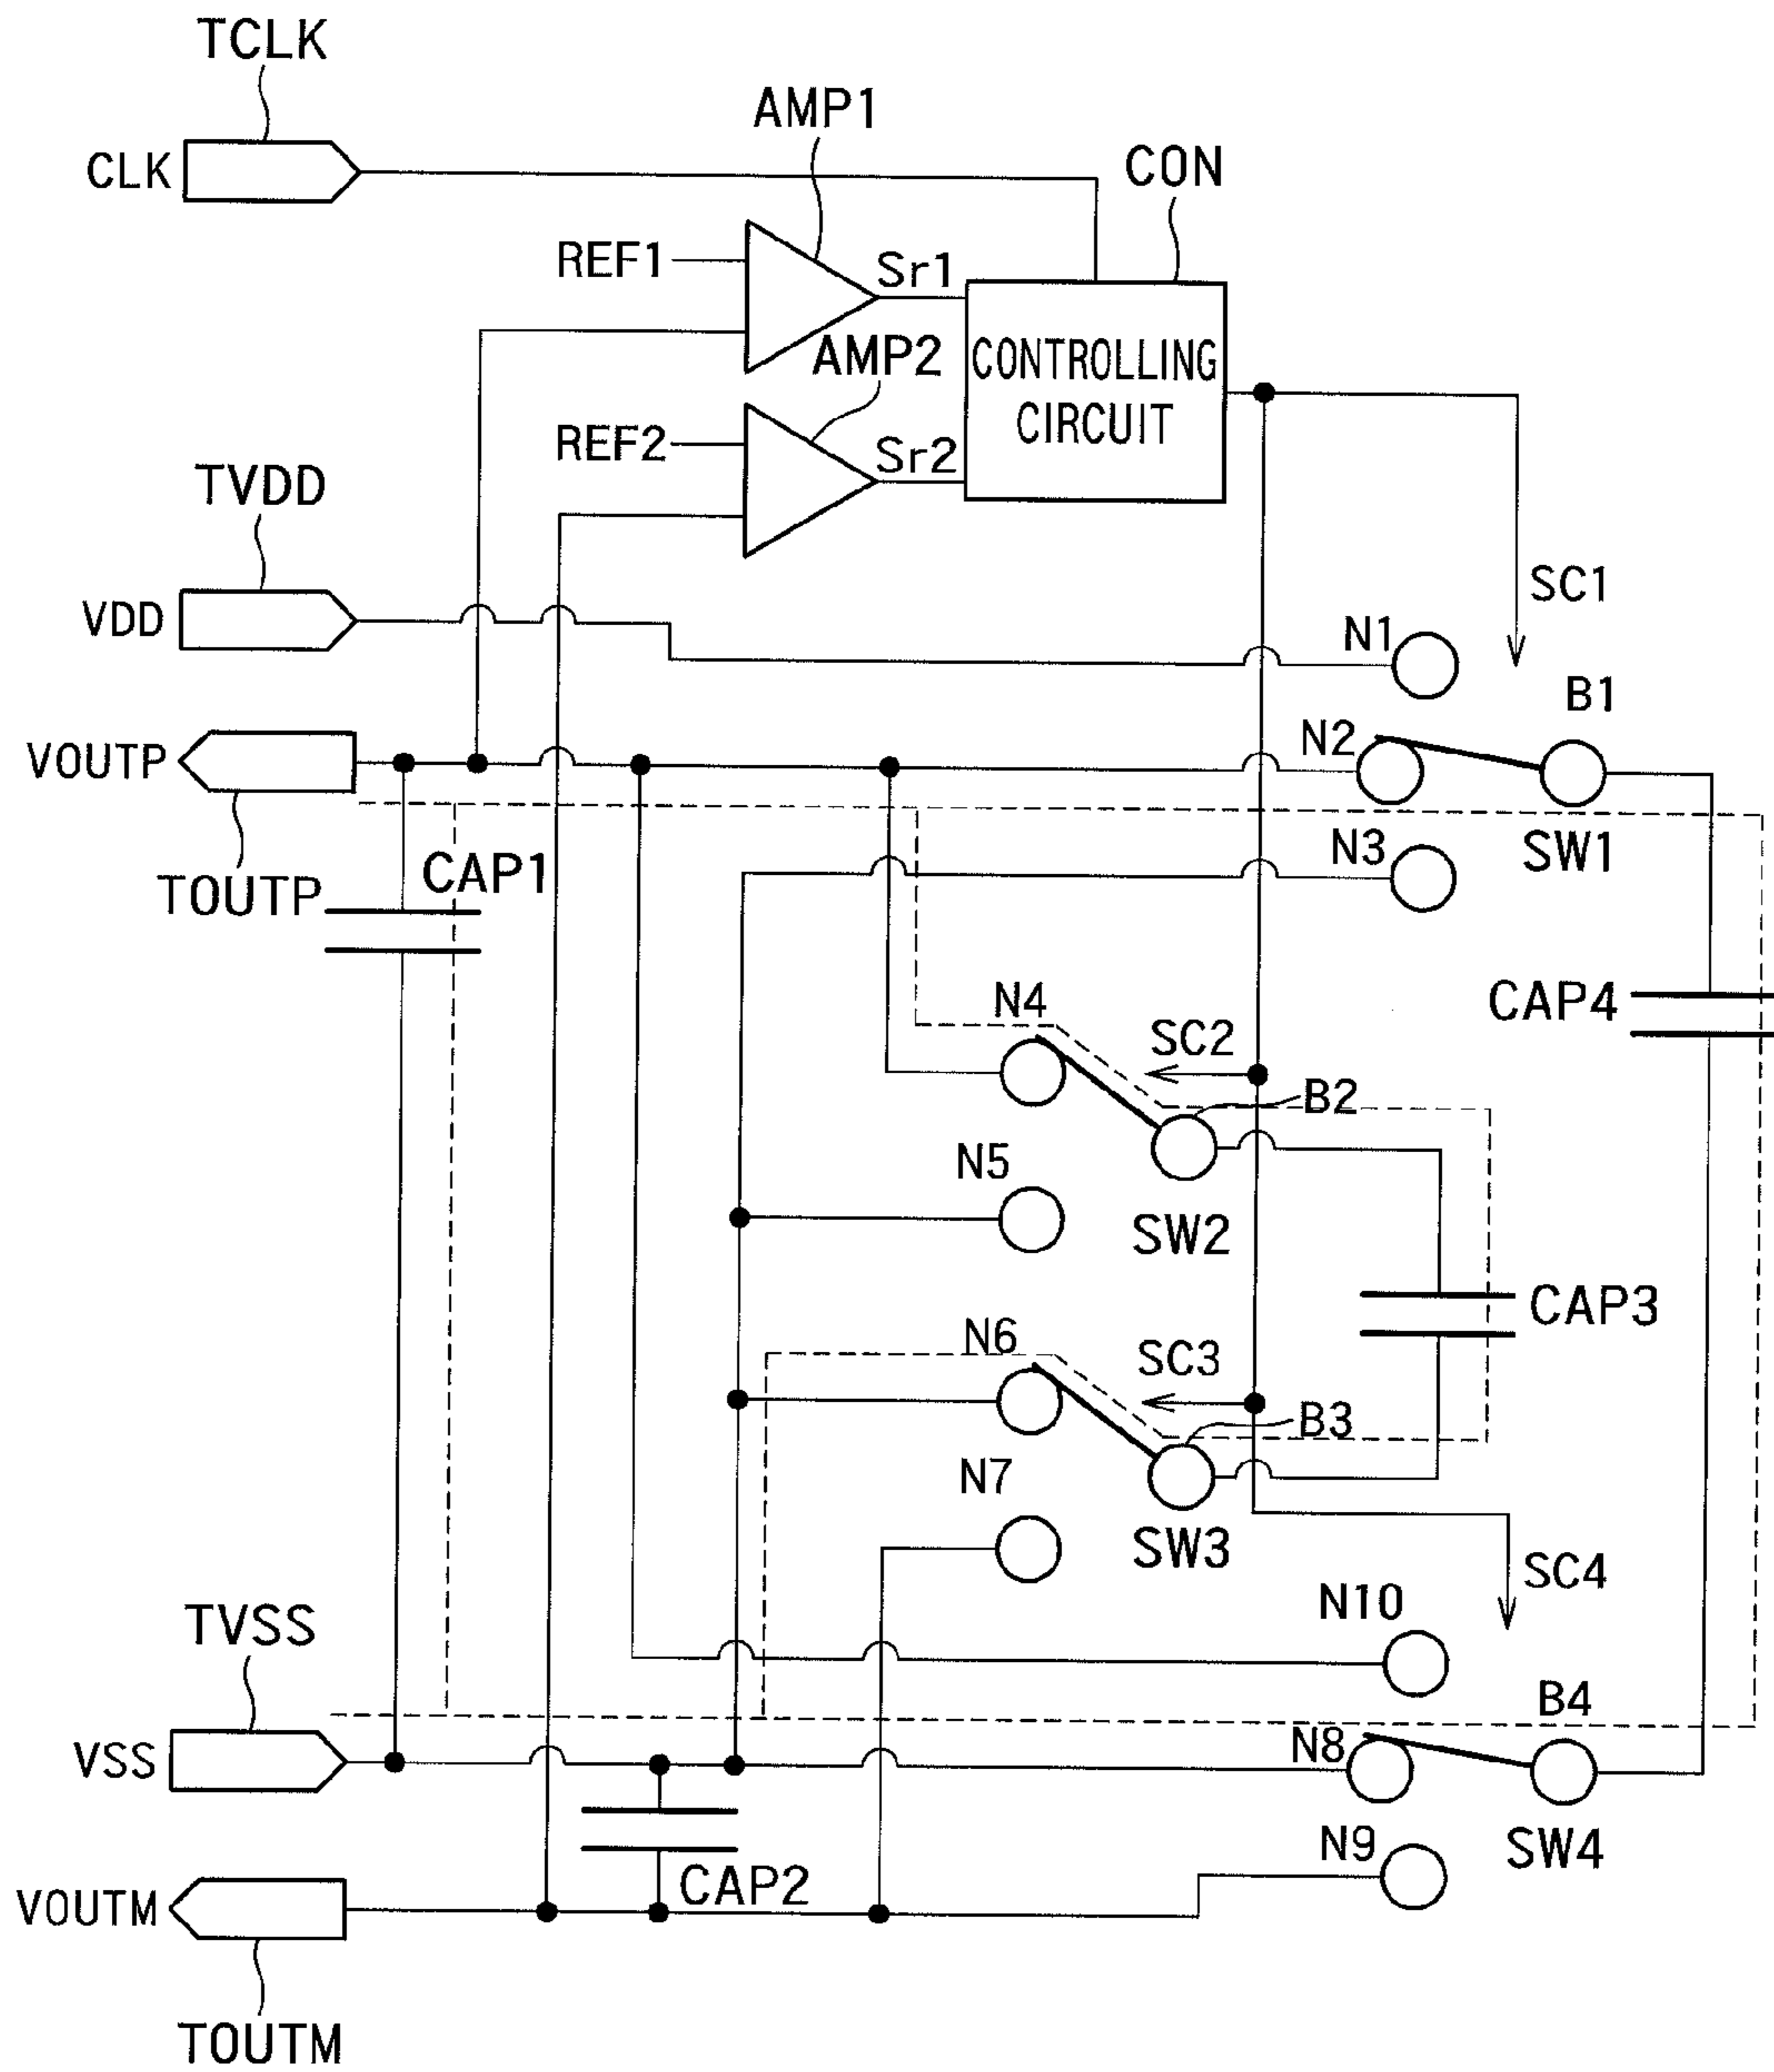 TCLK
AMP1
CLK
CON
REF1
Sr1
AMP2
CONTROLLING
CIRCUIT
REF2
Sr2
TVDD
SC1
VDD
N1
B1
N2
VOUTP
N3
SW1
CAP1
TOUTP
N4
CAP4
SC2
B2
N5
SW2
CAP3
N6
SC3
B3
N7
SW3
SC4
N10
TVSS
B4
N8
VSS
N9
SW4
CAP2
VOUTM
TOUTM